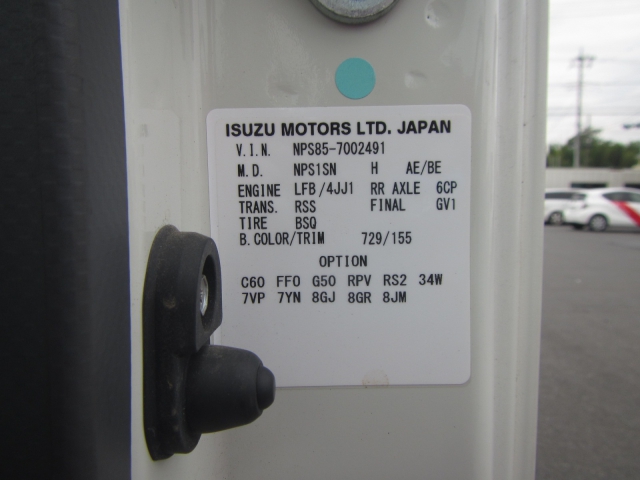 ISUZU MOTORS LTD. JAPAN
V.I.N. NPS85-7002491
M.D. NPS1SN H AE/BE
ENGINE LFB/4JJ1 RR AXLE 6CP
TRANS. RSS FINAL GV1
TIRE BSQ
B.COLOR/TRIM 729/155
OPTION
C60 FF0 G50 RPV RS2 34W
7VP 7YN 8GJ 8GR 8JM